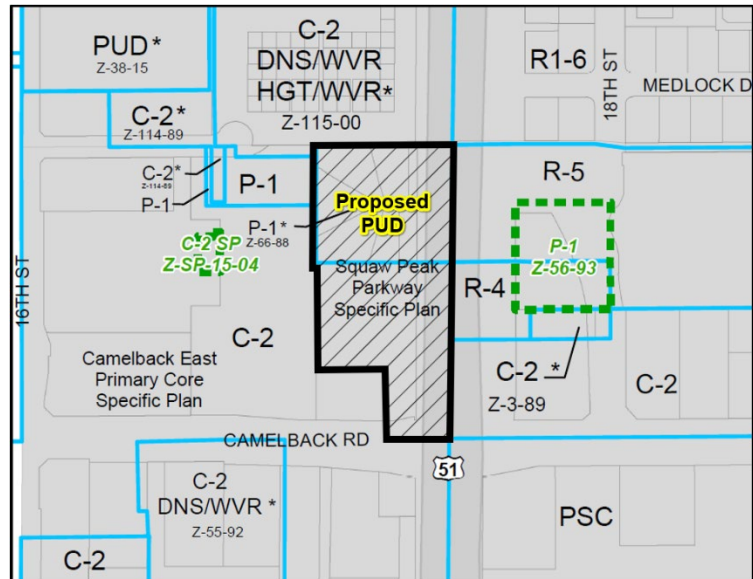 PUD *
Z-38-15
C-2
DNS/WVR
HGT/WVR*
Z-115-00
R1-6
18TH ST
MEDLOCK D
C-2 *
Z-114-89
C-2*
Z-114-89
P-1
P-1
P-1*
Z-66-88
Proposed
PUD
R-5
C-2 SP
Z-SP-15-04
P-1
Z-56-93
16TH ST
Squaw Peak
Parkway
Specific Plan
R-4
C-2
Camelback East
Primary Core
Specific Plan
C-2 *
Z-3-89
C-2
CAMELBACK RD
51
C-2
DNS/WVR *
Z-55-92
PSC
C-2